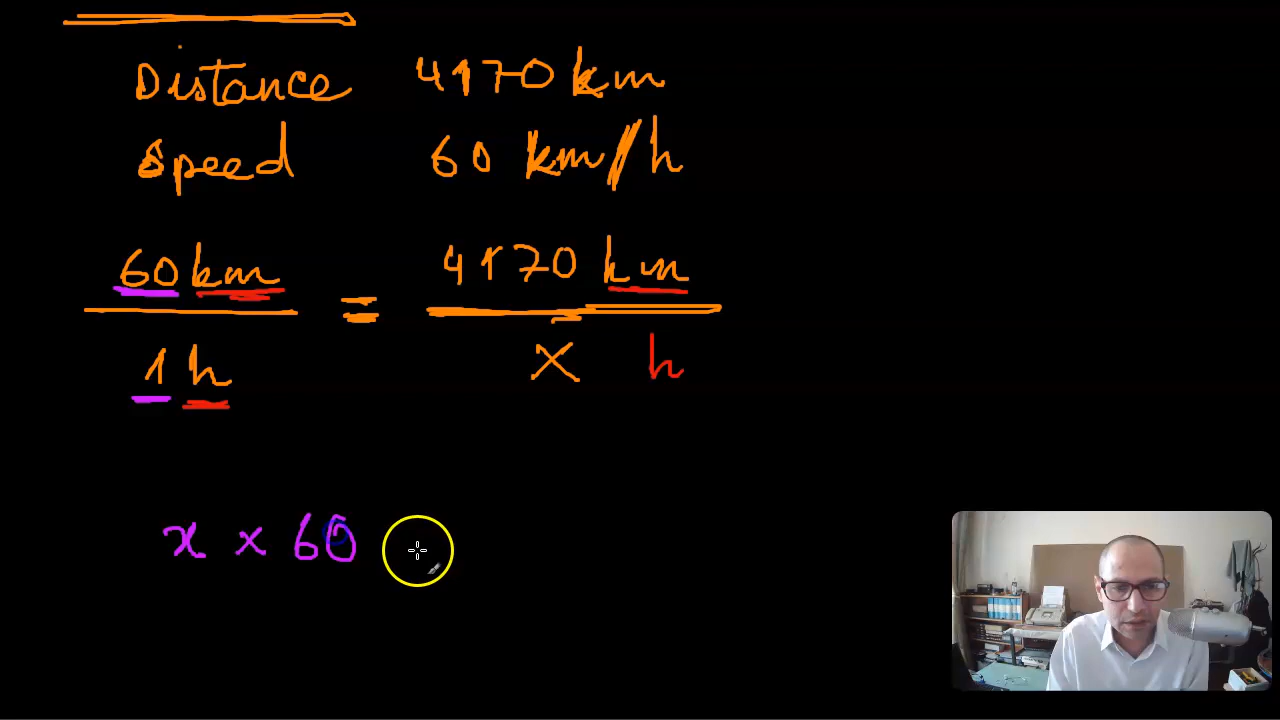 Distance 4170 km
Speed 60 km/h
60 km = 4170 km
1 h X h
x × 60